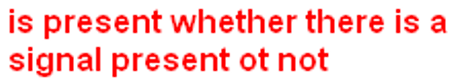 is present whether there is a
signal present ot not